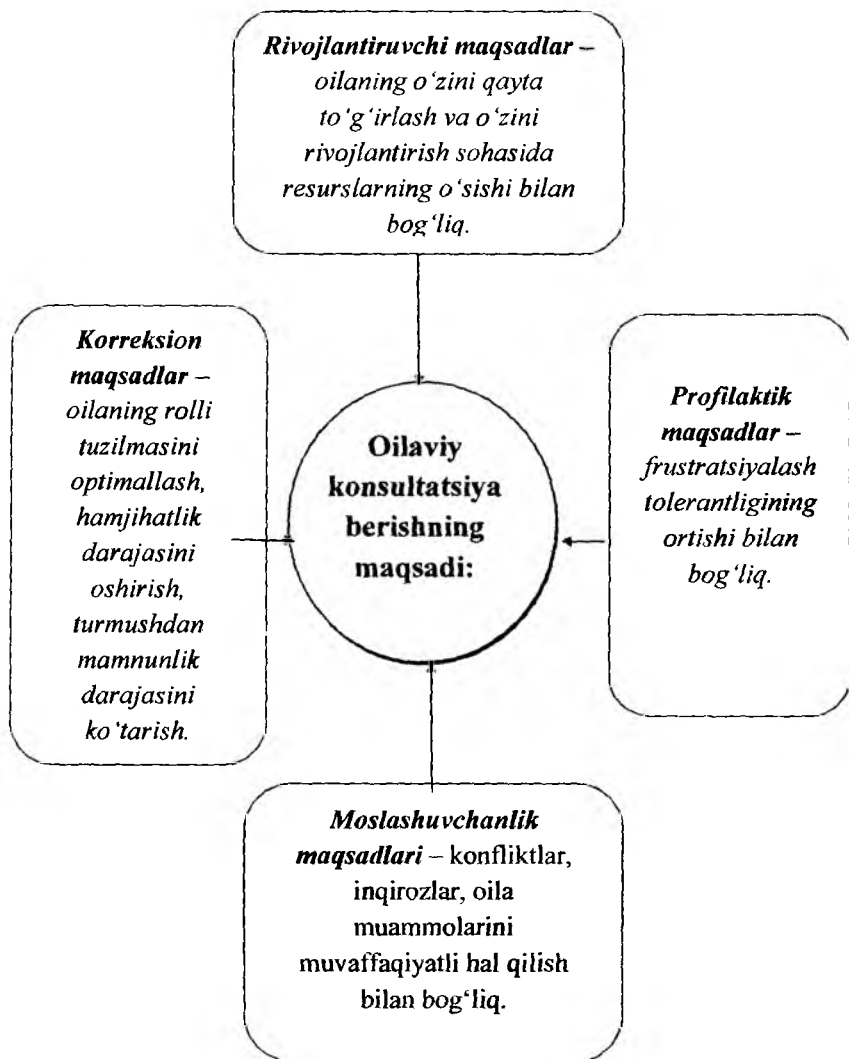 Rivojlantiruvchi maqsadlar –
oilaning o‘zini qayta
to‘g‘irlash va o‘zini
rivojlantirish sohasida
resurslarning o‘sishi bilan
bog‘liq.
Korreksion
maqsadlar –
oilaning rolli
tuzilmasini
optimallash,
hamjihatlik
darajasini
oshirish,
turmushdan
mamnunlik
darajasini
ko‘tarish.
Oilaviy
konsultatsiya
berishning
maqsadi:
Profilaktik
maqsadlar –
frustratsiyalash
tolerantligining
ortishi bilan
bog‘liq.
Moslashuvchanlik
maqsadlari – konfliktlar,
inqirozlar, oila
muammolarini
muvaffaqiyatli hal qilish
bilan bog‘liq.